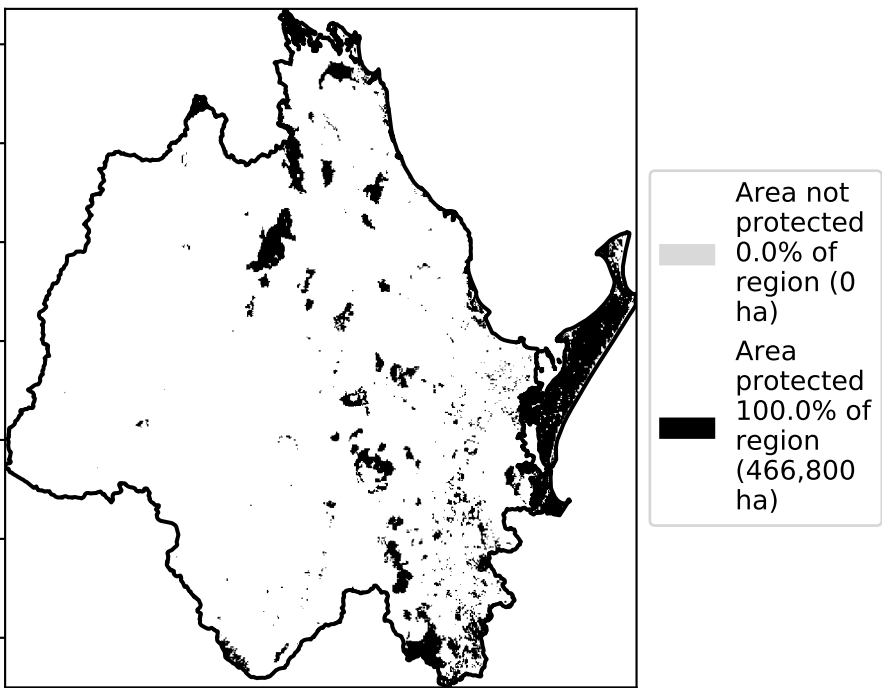 Area not
protected
0.0% of
region (0
ha)
Area
protected
100.0% of
region
(466,800
ha)